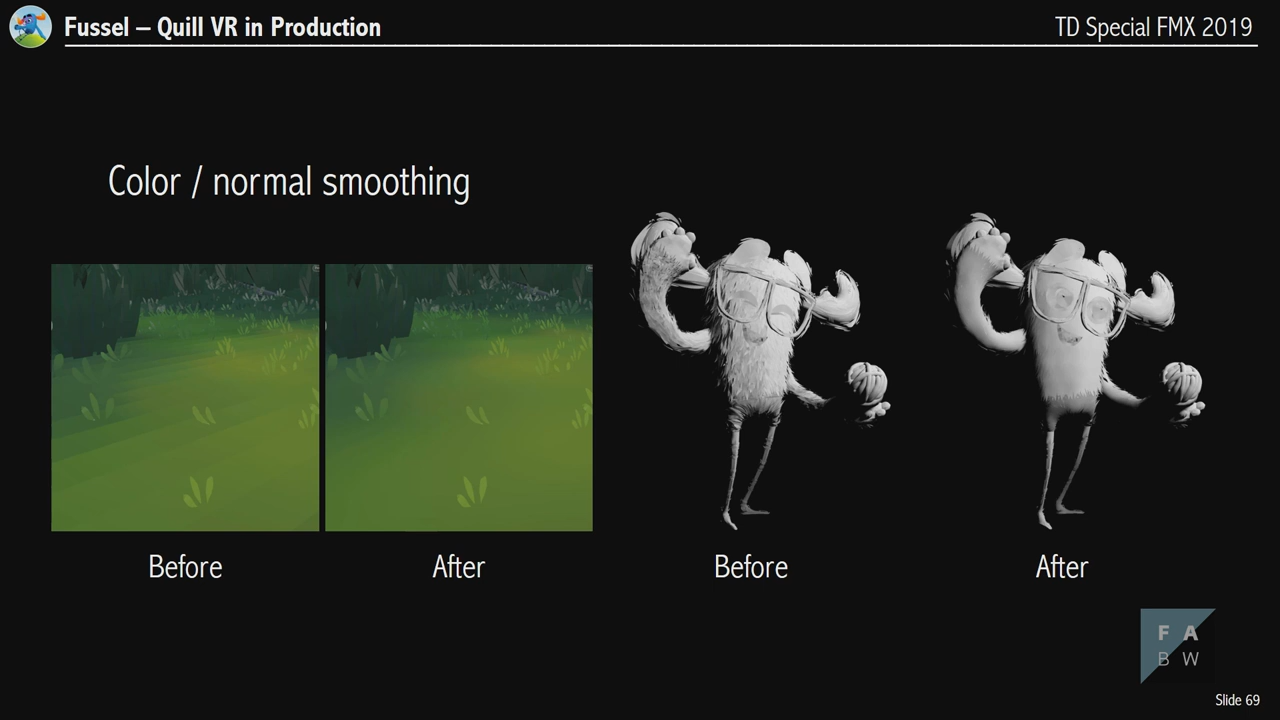 Fussel – Quill VR in Production
TD Special FMX 2019
Color / normal smoothing
Before
After
Before
After
F A
B W
Slide 69